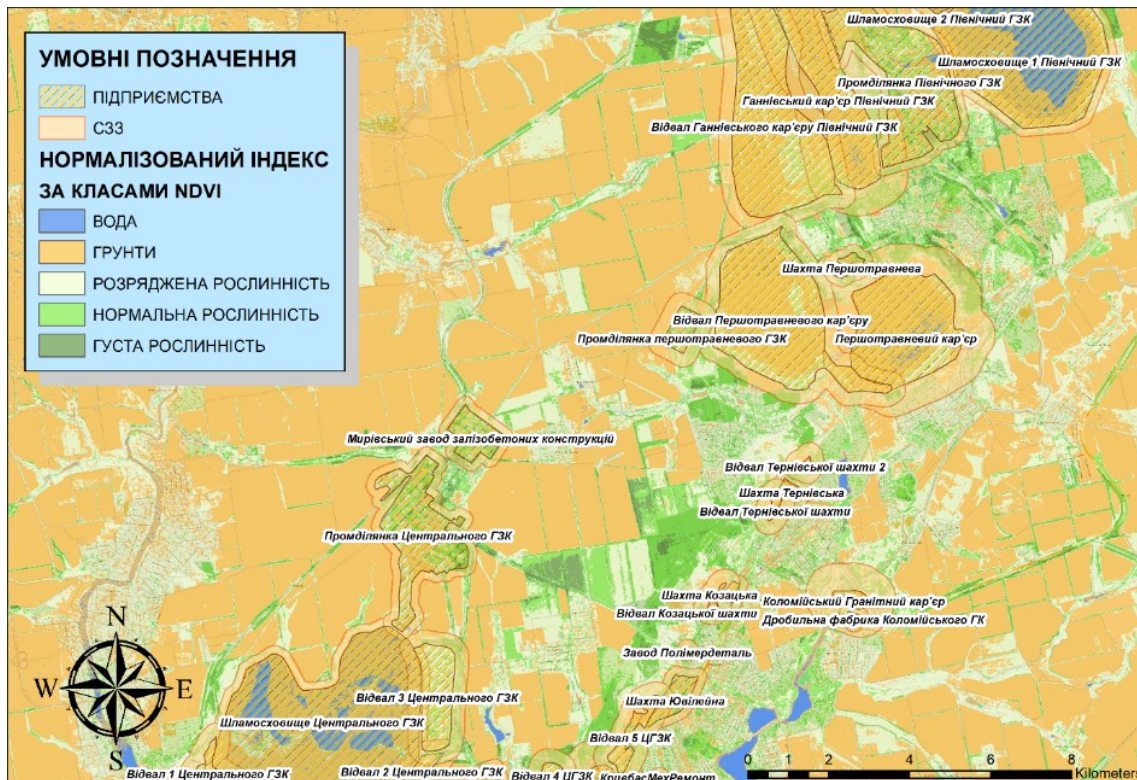 УМОВНІ ПОЗНАЧЕННЯ
ПІДПРИЄМСТВА
СЗЗ
НОРМАЛІЗОВАНИЙ ІНДЕКС
ЗА КЛАСАМИ NDVI
ВОДА
ГРУНТИ
РОЗРЯДЖЕНА РОСЛИННІСТЬ
НОРМАЛЬНА РОСЛИННІСТЬ
ГУСТА РОСЛИННІСТЬ
Шламосховище 2 Північний ГЗК
Шламосховище 1 Північний ГЗК
Промділянка Північного ГЗК
Ганнівський кар'єр Північний ГЗК
Відвал Ганнівського кар'єру Північний ГЗК
Шахта Першотравнева
Відвал Першотравневого кар'єру
Промділянка першотравневого ГЗК
Першотравневий кар'єр
Мирівський завод залізобетоних конструкцій
Відвал Тернівської шахти 2
Шахта Тернівська
Відвал Тернівської шахти
Промділянка Центрального ГЗК
Шахта Козацька
Відвал Козацької шахти
Коломійський Гранітний кар'єр
Дробильна фабрика Коломійського ГК
Завод Полімердеталь
Відвал 3 Центрального ГЗК
Шахта Ювілейна
Шламосховище Центрального ГЗК
Відвал 5 ЦГЗК
Відвал 1 Центрального ГЗК
Відвал 2 Центрального ГЗК
Відвал 4 ЦГЗК
КривбасМехРемонт
N
W
E
S
0 1 2 4 6 8
Kilometer